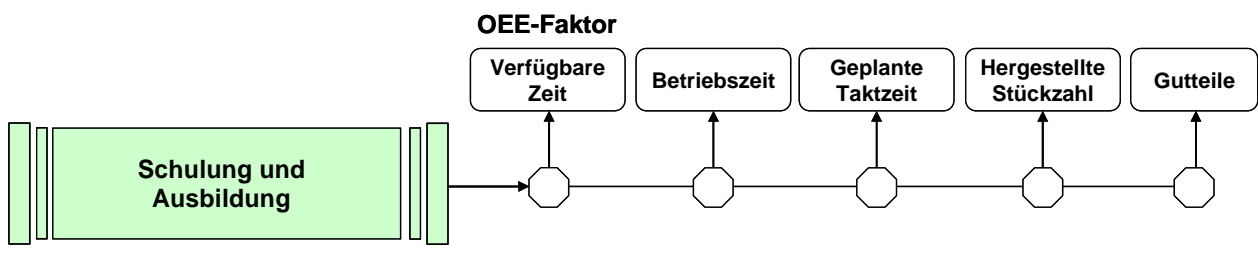 OEE-Faktor
Verfügbare
Zeit
Betriebszeit
Geplante
Taktzeit
Hergestellte
Stückzahl
Gutteile
Schulung und
Ausbildung